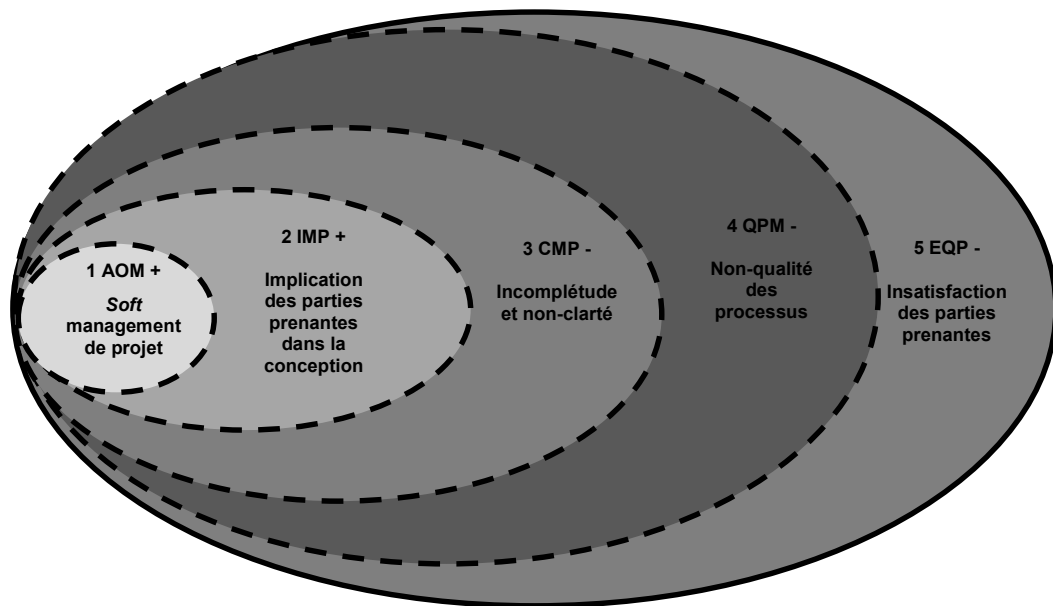 1 AOM +
Soft
management
de projet
2 IMP +
Implication
des parties
prenantes
dans la
conception
3 CMP -
Incomplétude
et non-clarté
4 QPM -
Non-qualité
des
processus
5 EQP -
Insatisfaction
des parties
prenantes